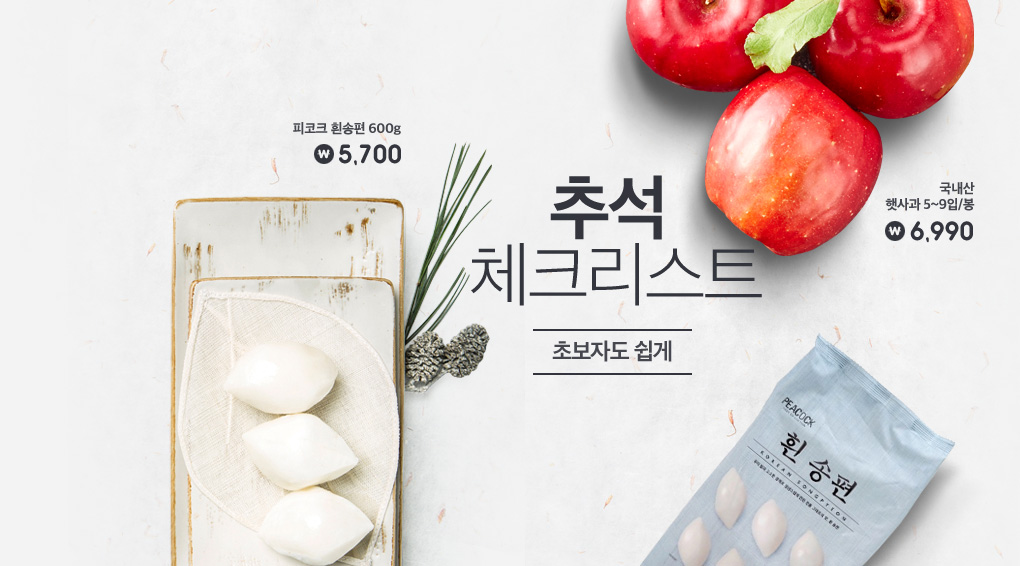 피코크 흰송편 600g
₩ 5,700
추석
체크리스트
초보자도 쉽게
국내산
햇사과 5~9입/봉
₩ 6,990
PEACOCK
흰 송편
KOREAN SONGPYEON